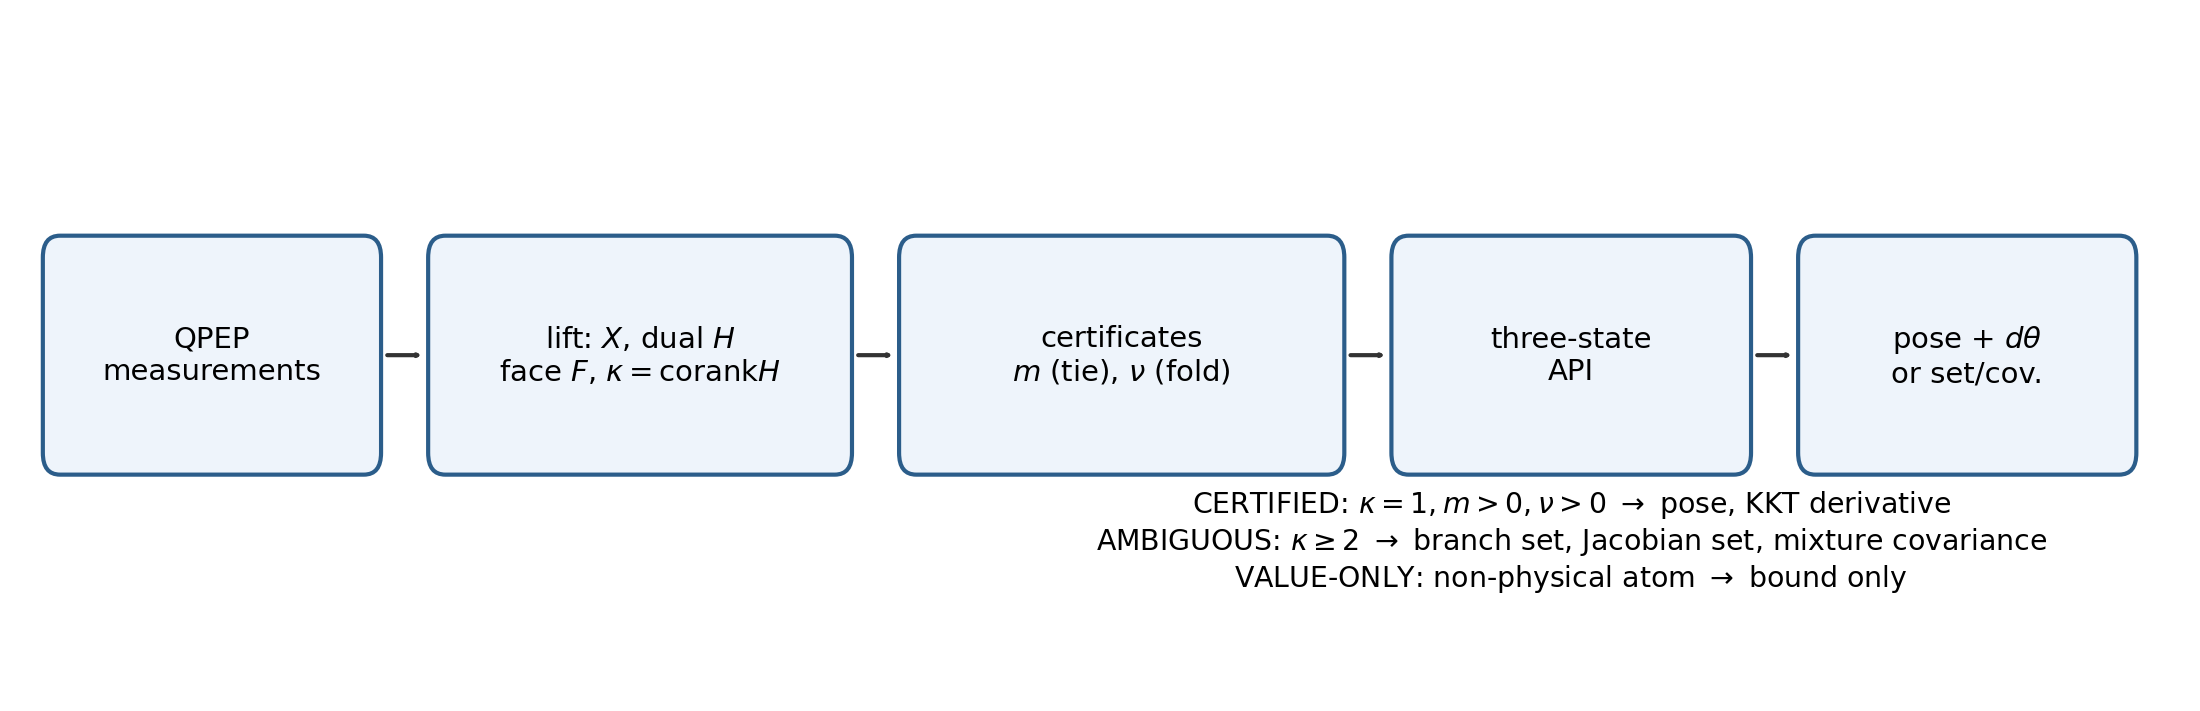 QPEP
measurements
lift: X, dual H
face F, κ = corankH
certificates
m (tie), ν (fold)
three-state
API
pose + dθ
or set/cov.
CERTIFIED: κ = 1, m > 0, ν > 0 → pose, KKT derivative
AMBIGUOUS: κ ≥ 2 → branch set, Jacobian set, mixture covariance
VALUE-ONLY: non-physical atom → bound only